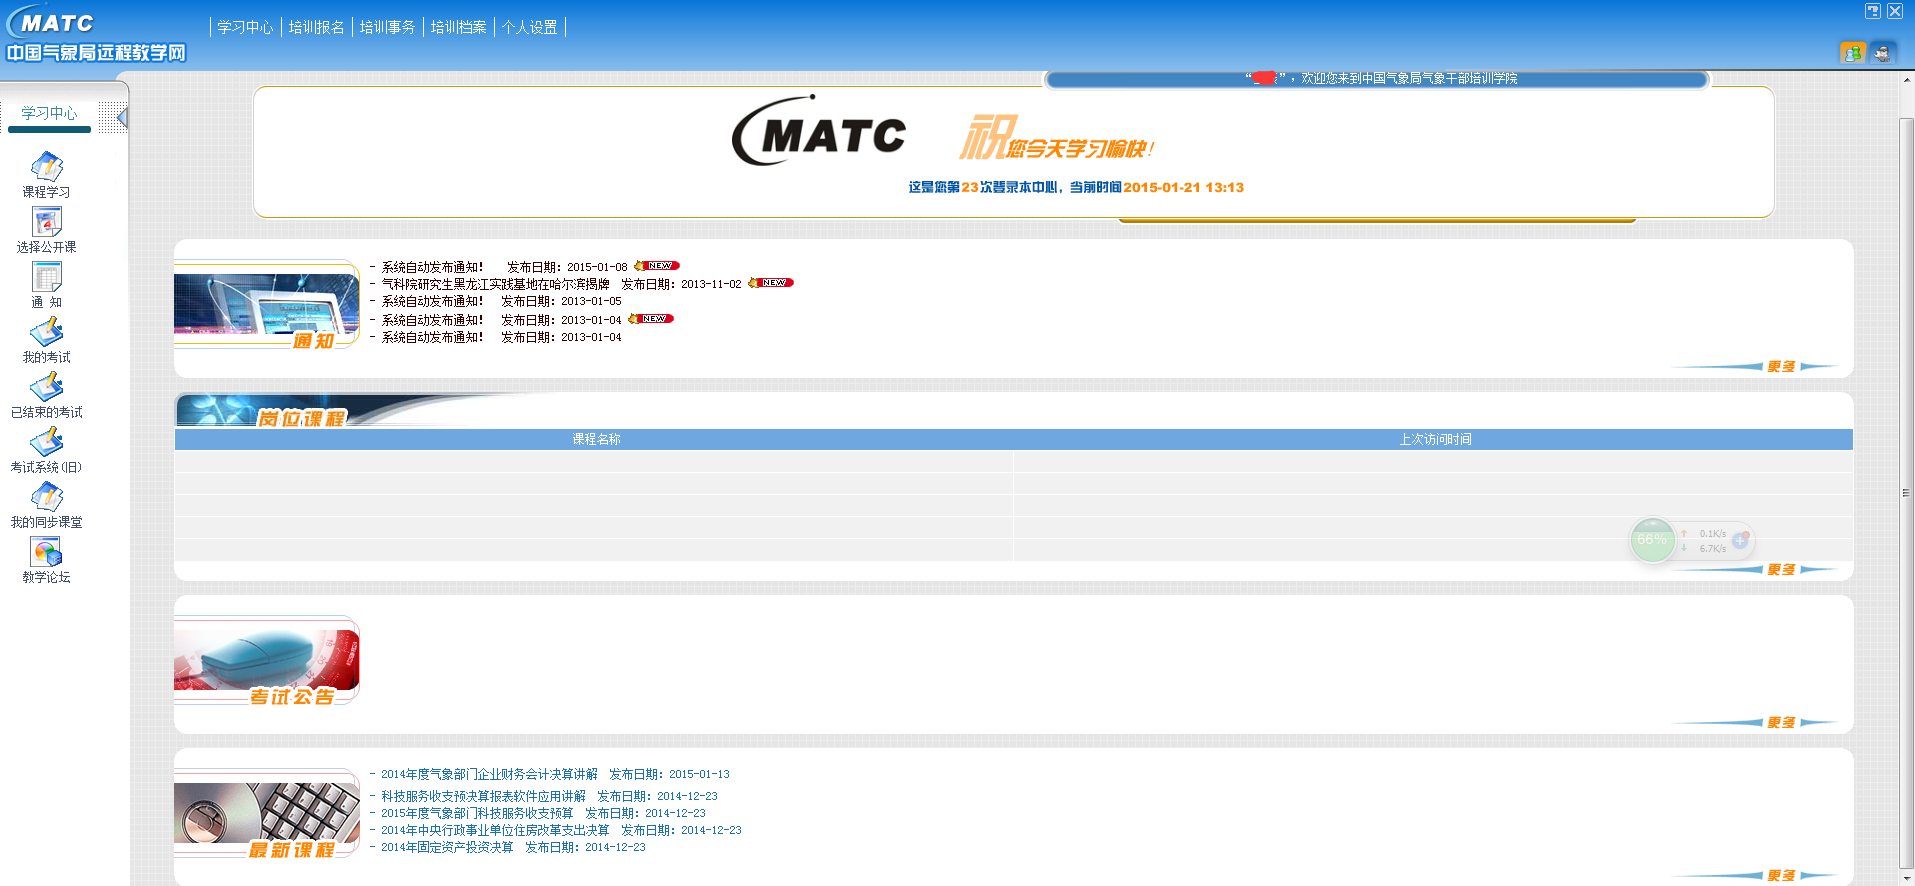 MATC
中国气象局远程教学网
学习中心 培训报名 培训事务 培训档案 个人设置
”，欢迎您来到中国气象局气象干部培训学院
学习中心
课程学习
选择公开课
通 知
我的考试
已结束的考试
考试系统(旧)
我的同步课堂
教学论坛
MATC
祝您今天学习愉快!
这是您第23次登录本中心，当前时间2015-01-21 13:13
通知
- 系统自动发布通知! 发布日期: 2015-01-08 NEW
- 气科院研究生黑龙江实践基地在哈尔滨揭牌 发布日期: 2013-11-02 NEW
- 系统自动发布通知! 发布日期: 2013-01-05
- 系统自动发布通知! 发布日期: 2013-01-04 NEW
- 系统自动发布通知! 发布日期: 2013-01-04
更多
岗位课程
课程名称 上次访问时间
66% 0.1K/s
6.7K/s
更多
考试公告
更多
最新课程
- 2014年度气象部门企业财务会计决算讲解 发布日期: 2015-01-13
- 科技服务收支预决算报表软件应用讲解 发布日期: 2014-12-23
- 2015年度气象部门科技服务收支预算 发布日期: 2014-12-23
- 2014年中央行政事业单位住房改革支出决算 发布日期: 2014-12-23
- 2014年固定资产投资决算 发布日期: 2014-12-23
更多